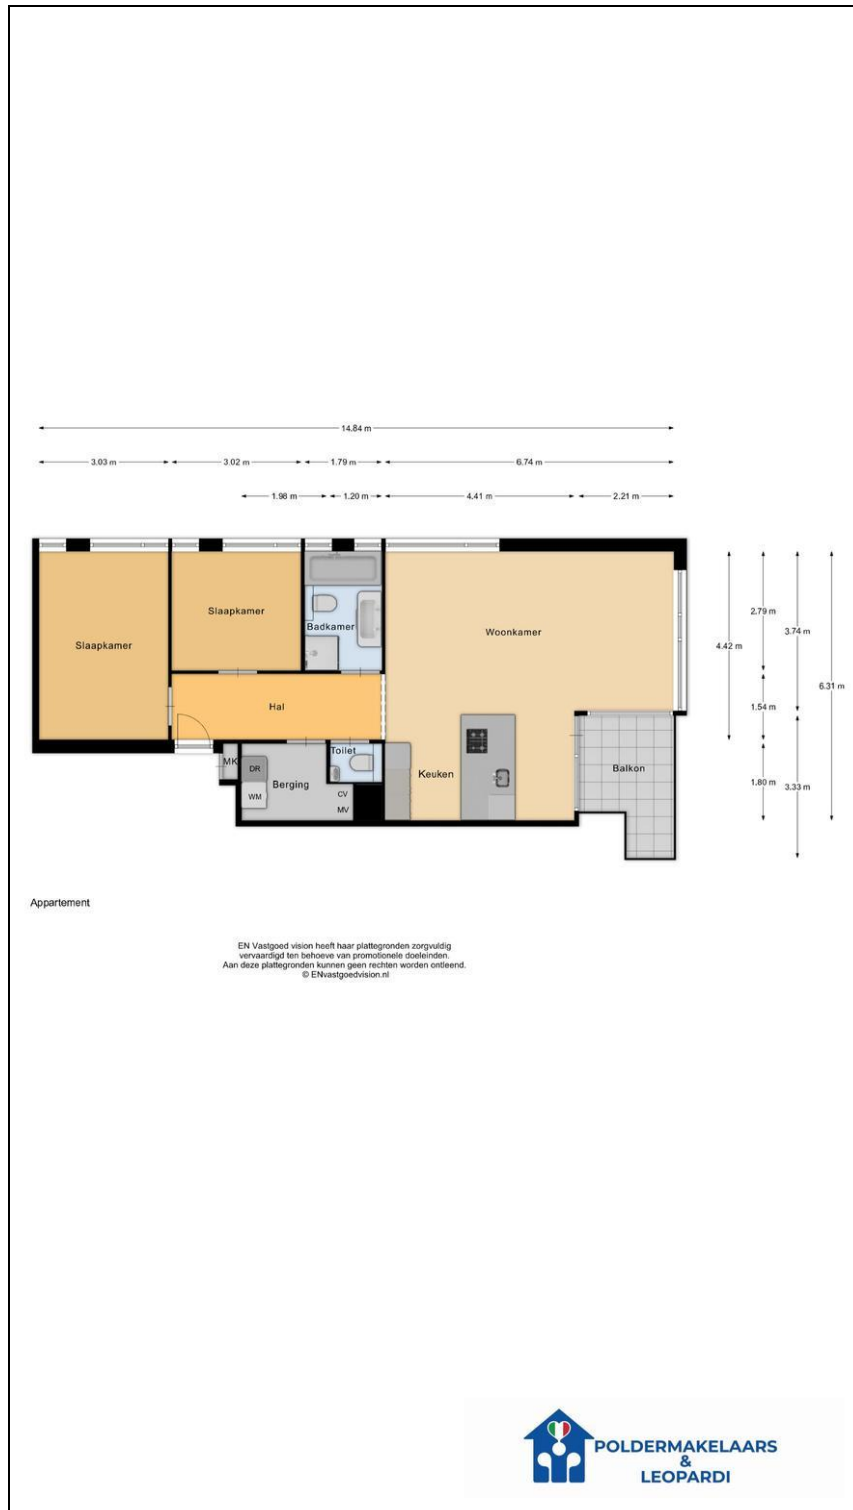 14.84 m
3.03 m
3.02 m
1.79 m
6.74 m
1.98 m
1.20 m
4.41 m
2.21 m
Slaapkamer
Slaapkamer
Badkamer
Woonkamer
Hal
MK
DR
WM
Berging
Toilet
CV
MV
Keuken
Balkon
4.42 m
2.79 m
1.54 m
1.80 m
3.74 m
3.33 m
6.31 m
Appartement
EN Vastgoed vision heeft haar plattegronden zorgvuldig
vervaardigd ten behoeve van promotionele doeleinden.
Aan deze plattegronden kunnen geen rechten worden ontleend.
© ENvastgoedvision.nl
POLDERMAKELAARS
&
LEOPARDI